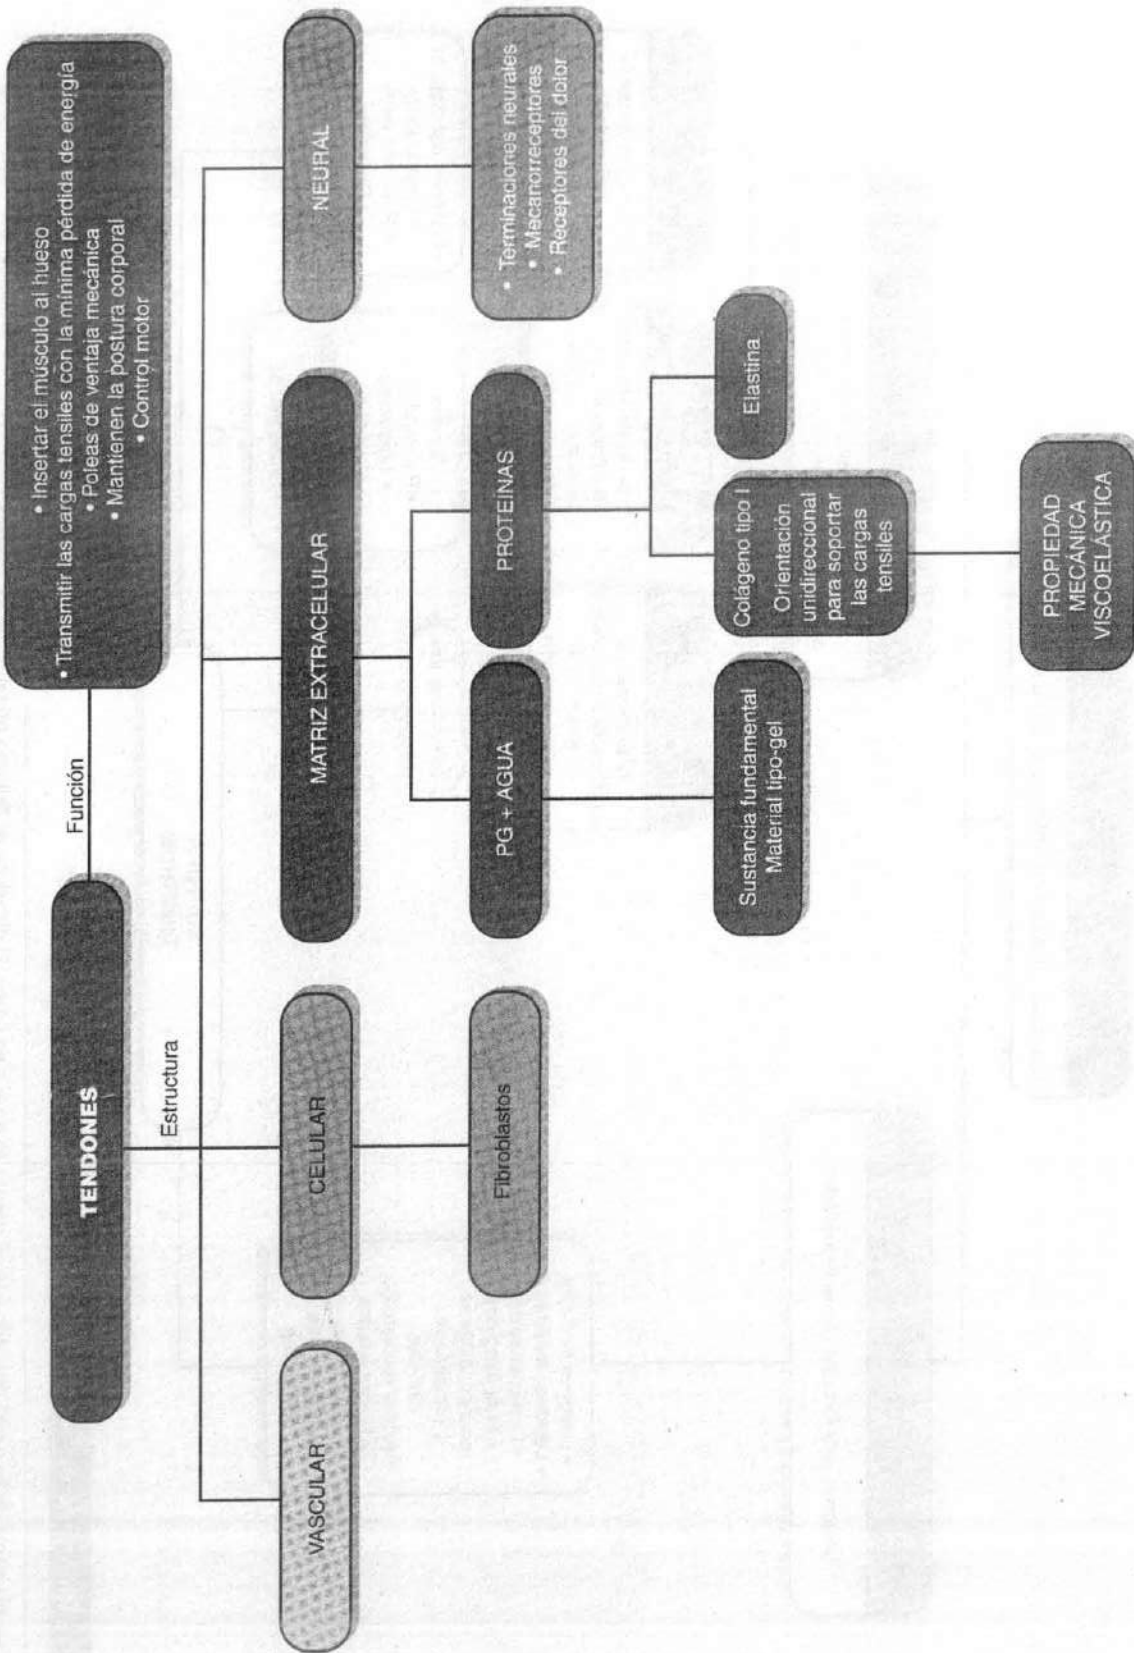 TENDONES
Función
• Insertar el músculo al hueso
• Transmitir las cargas tensiles con la mínima pérdida de energía
• Poleas de ventaja mecánica
• Mantienen la postura corporal
• Control motor
Estructura
VASCULAR
CELULAR
MATRIZ EXTRACELULAR
NEURAL
Fibroblastos
PG + AGUA
PROTEÍNAS
• Terminaciones neurales
• Mecanorreceptores
• Receptores del dolor
Sustancia fundamental
Material tipo-gel
Colágeno tipo I
Orientación
unidireccional
para soportar
las cargas
tensiles
Elastina
PROPIEDAD
MECÁNICA
VISCOELÁSTICA